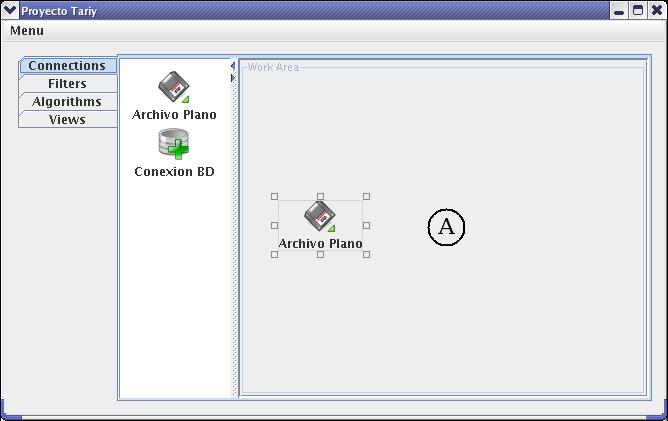 Proyecto Tariy
Menu
Connections
Filters
Algorithms
Views
Archivo Plano
Conexion BD
Work Area
Archivo Plano
A